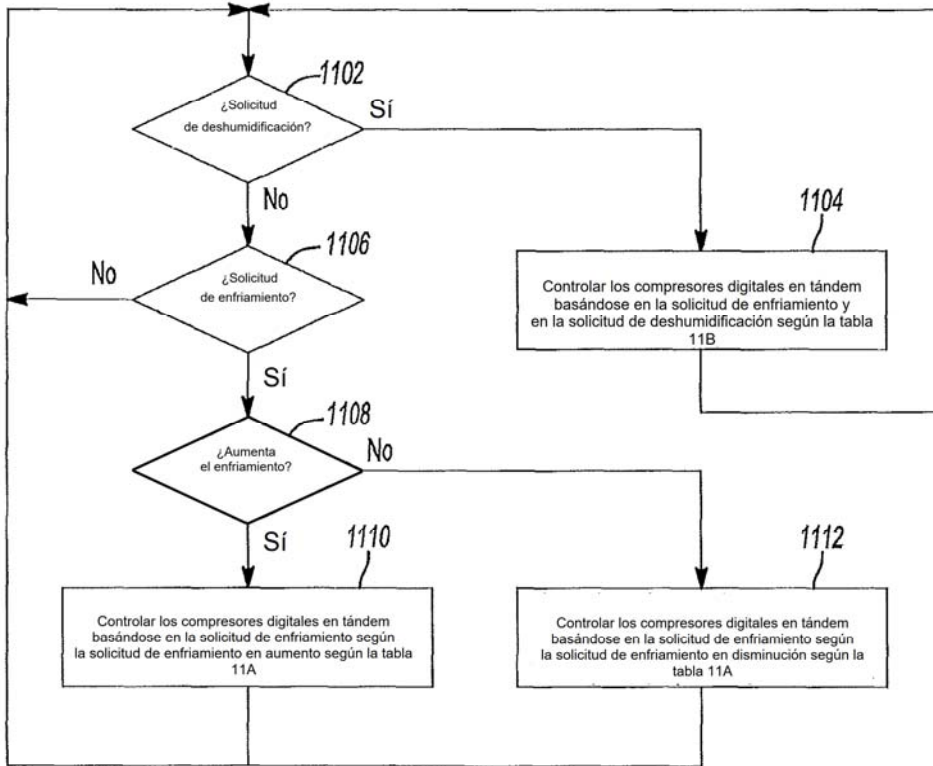 1102
¿Solicitud
de deshumidificación?
Sí
No
1104
1106
¿Solicitud
de enfriamiento?
No
Controlar los compresores digitales en tándem
basándose en la solicitud de enfriamiento y
en la solicitud de deshumidificación según la tabla
11B
Sí
1108
¿Aumenta
el enfriamiento?
No
Sí
1110
1112
Controlar los compresores digitales en tándem
basándose en la solicitud de enfriamiento según
la solicitud de enfriamiento en aumento según la tabla
11A
Controlar los compresores digitales en tándem
basándose en la solicitud de enfriamiento según
la solicitud de enfriamiento en disminución según la
tabla 11A